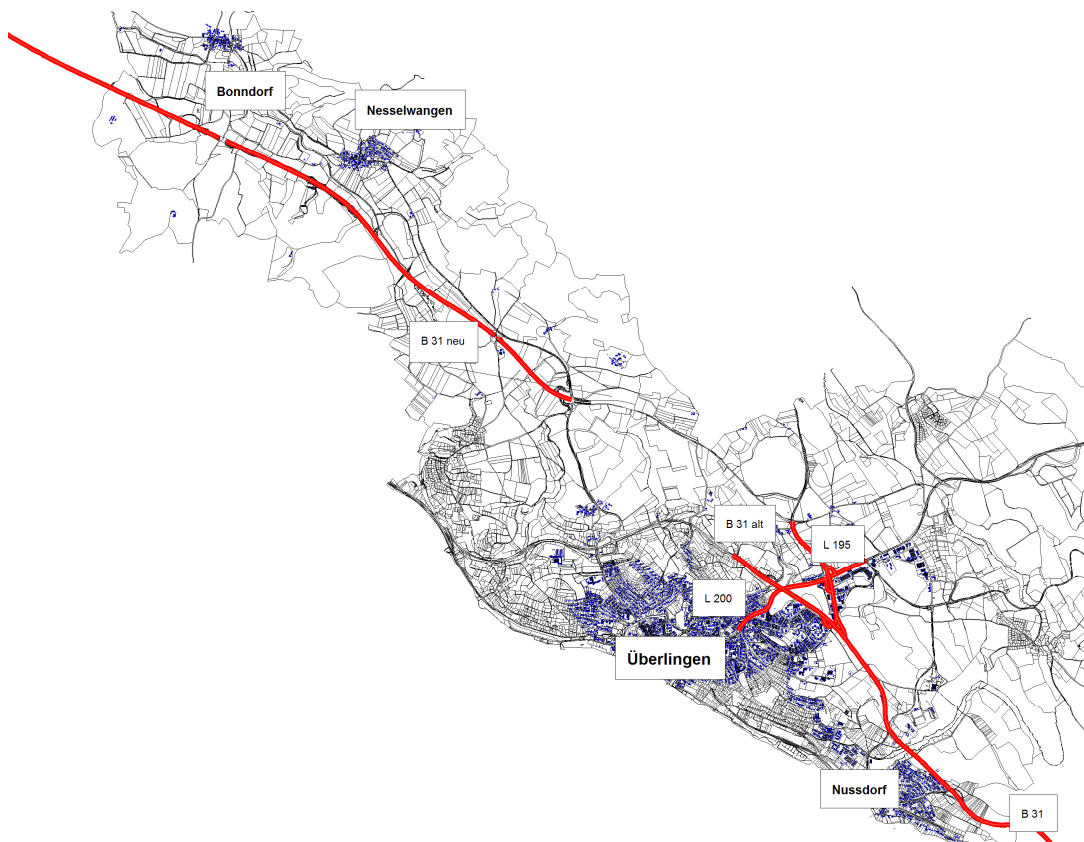 Bonndorf
Nesselwangen
B 31 neu
B 31 alt
L 195
L 200
Überlingen
Nussdorf
B 31